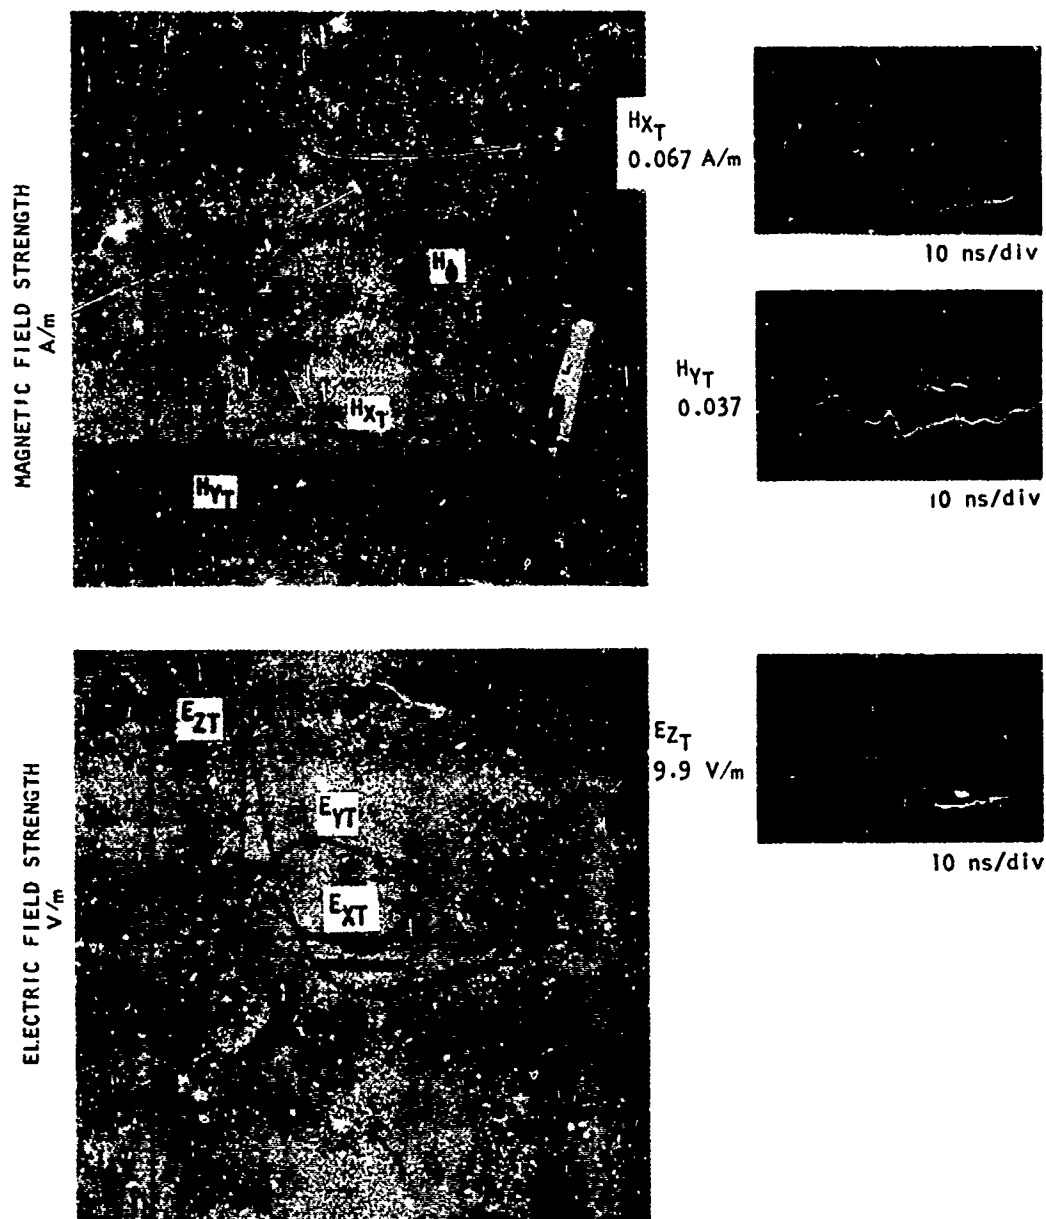 MAGNETIC FIELD STRENGTH
A/m
HXT
0.067 A/m
10 ns/div
HYT
0.037
10 ns/div
HXT
HYT
ELECTRIC FIELD STRENGTH
V/m
EZT
EYT
EXT
EZT
9.9 V/m
10 ns/div